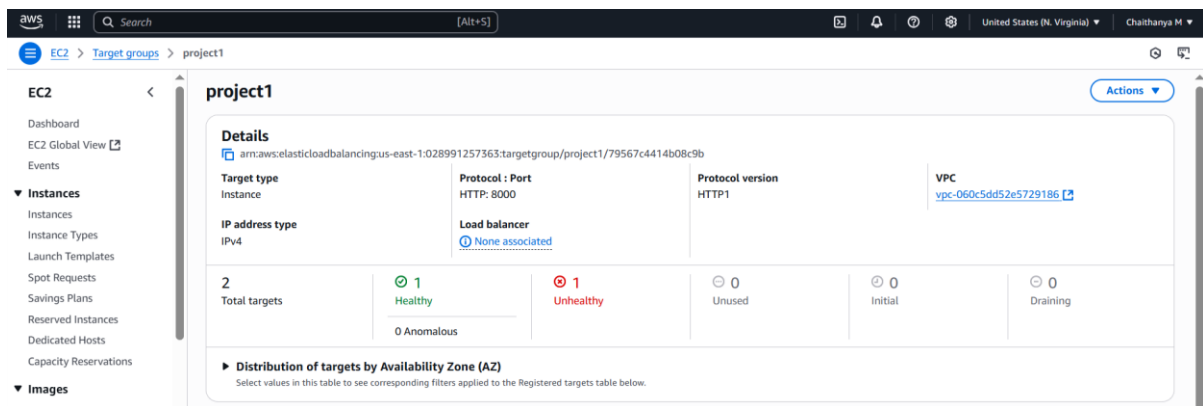 aws
Search
[Alt+S]
United States (N. Virginia)
Chaithanya M
EC2 > Target groups > project1
EC2
Dashboard
EC2 Global View
Events
Instances
Instances
Instance Types
Launch Templates
Spot Requests
Savings Plans
Reserved Instances
Dedicated Hosts
Capacity Reservations
Images
project1
Actions
Details
arn:aws:elasticloadbalancing:us-east-1:028991257363:targetgroup/project1/79567c4414b08c9b
Target type
Instance
Protocol : Port
HTTP: 8000
Protocol version
HTTP1
VPC
vpc-060c5dd52e5729186
IP address type
IPv4
Load balancer
None associated
2
Total targets
1
Healthy
0 Anomalous
1
Unhealthy
0
Unused
0
Initial
0
Draining
Distribution of targets by Availability Zone (AZ)
Select values in this table to see corresponding filters applied to the Registered targets table below.